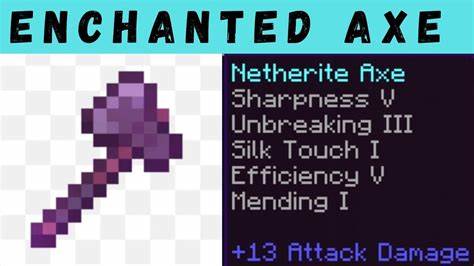 ENCHANTED AXE
Netherite Axe
Sharpness V
Unbreaking III
Silk Touch I
Efficiency V
Mending I
+13 Attack Damage